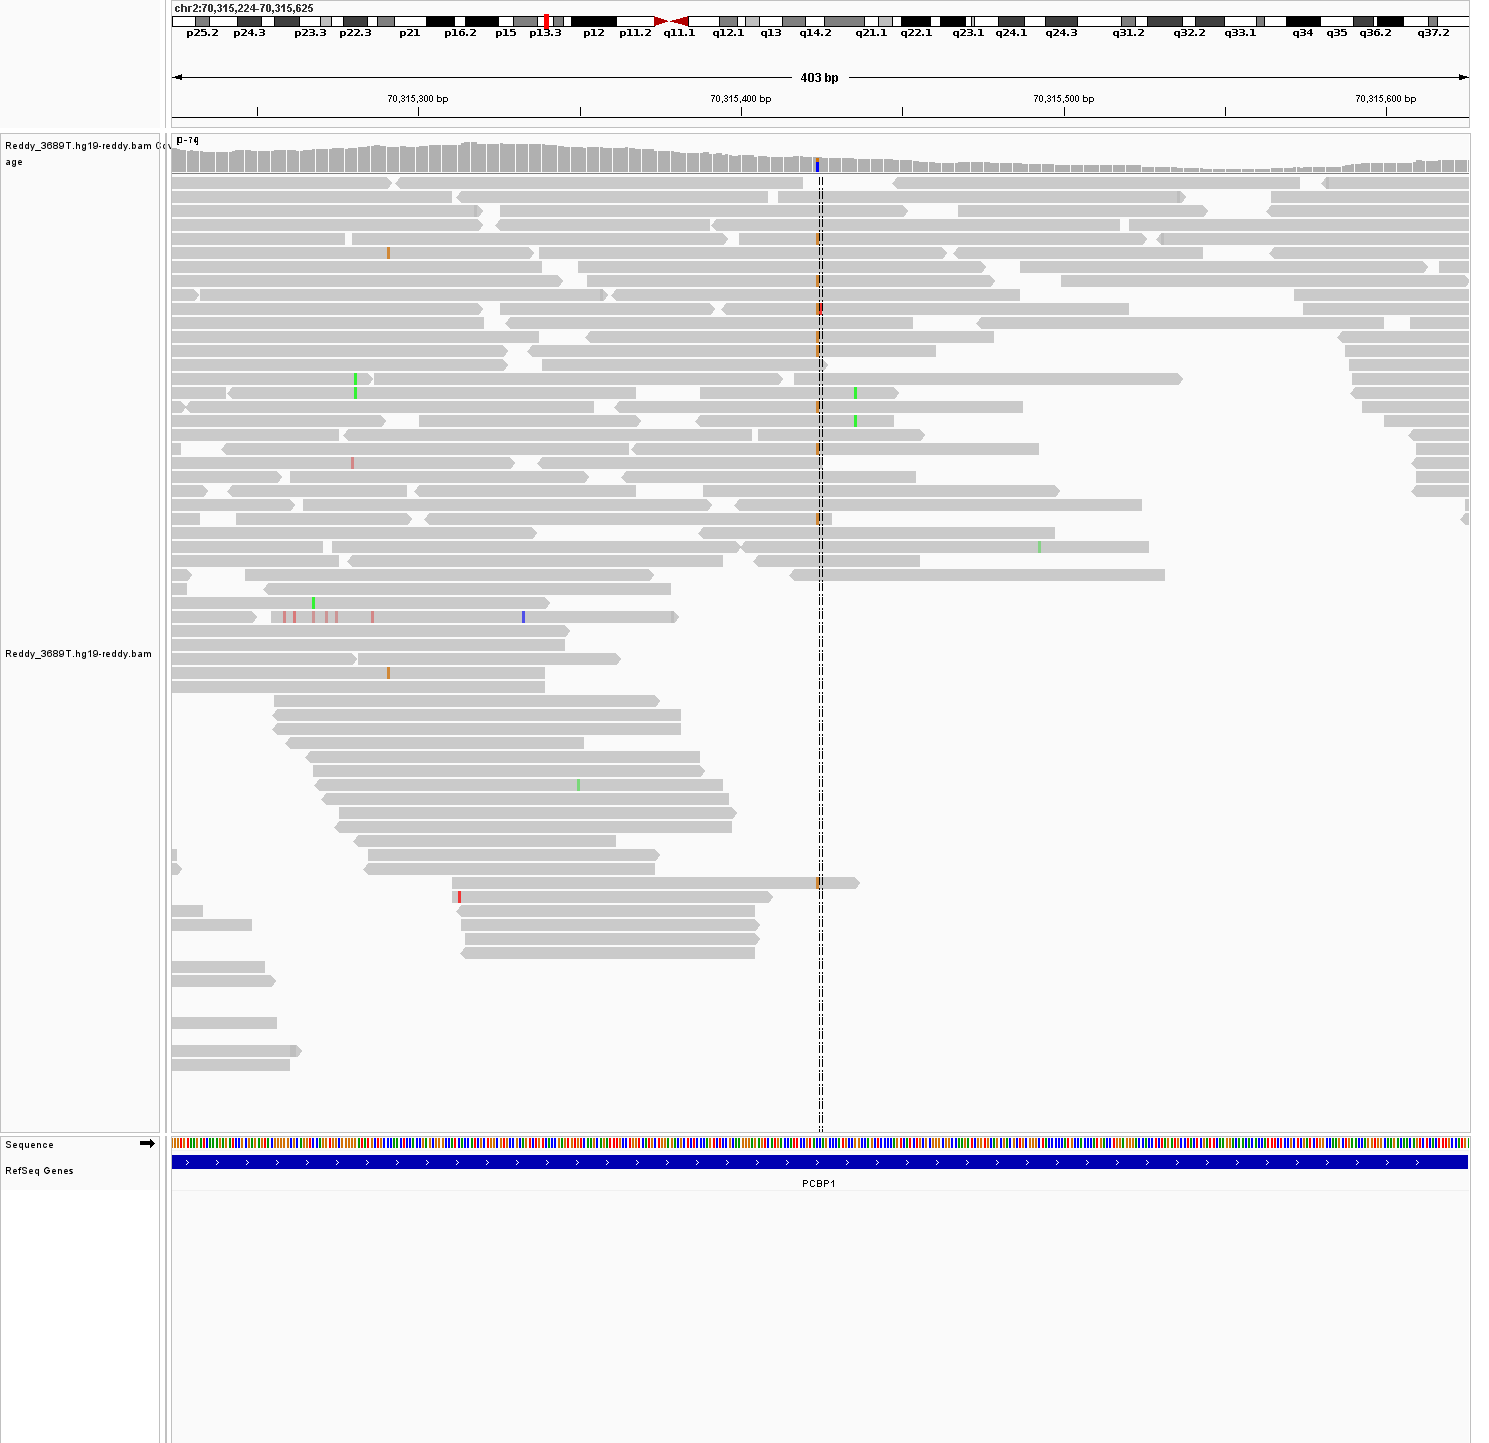 chr2:70,315,224-70,315,625
p25.2 p24.3 p23.3 p22.3 p21 p16.2 p15 p13.3 p12 p11.2 q11.1 q12.1 q13 q14.2 q21.1 q22.1 q23.1 q24.1 q24.3 q31.2 q32.2 q33.1 q34 q35 q36.2 q37.2
403 bp
70,315,300 bp 70,315,400 bp 70,315,500 bp 70,315,600 bp
[0-74]
Reddy_3689T.hg19-reddy.bam Cov
age
Reddy_3689T.hg19-reddy.bam
Sequence
RefSeq Genes
PCBP1